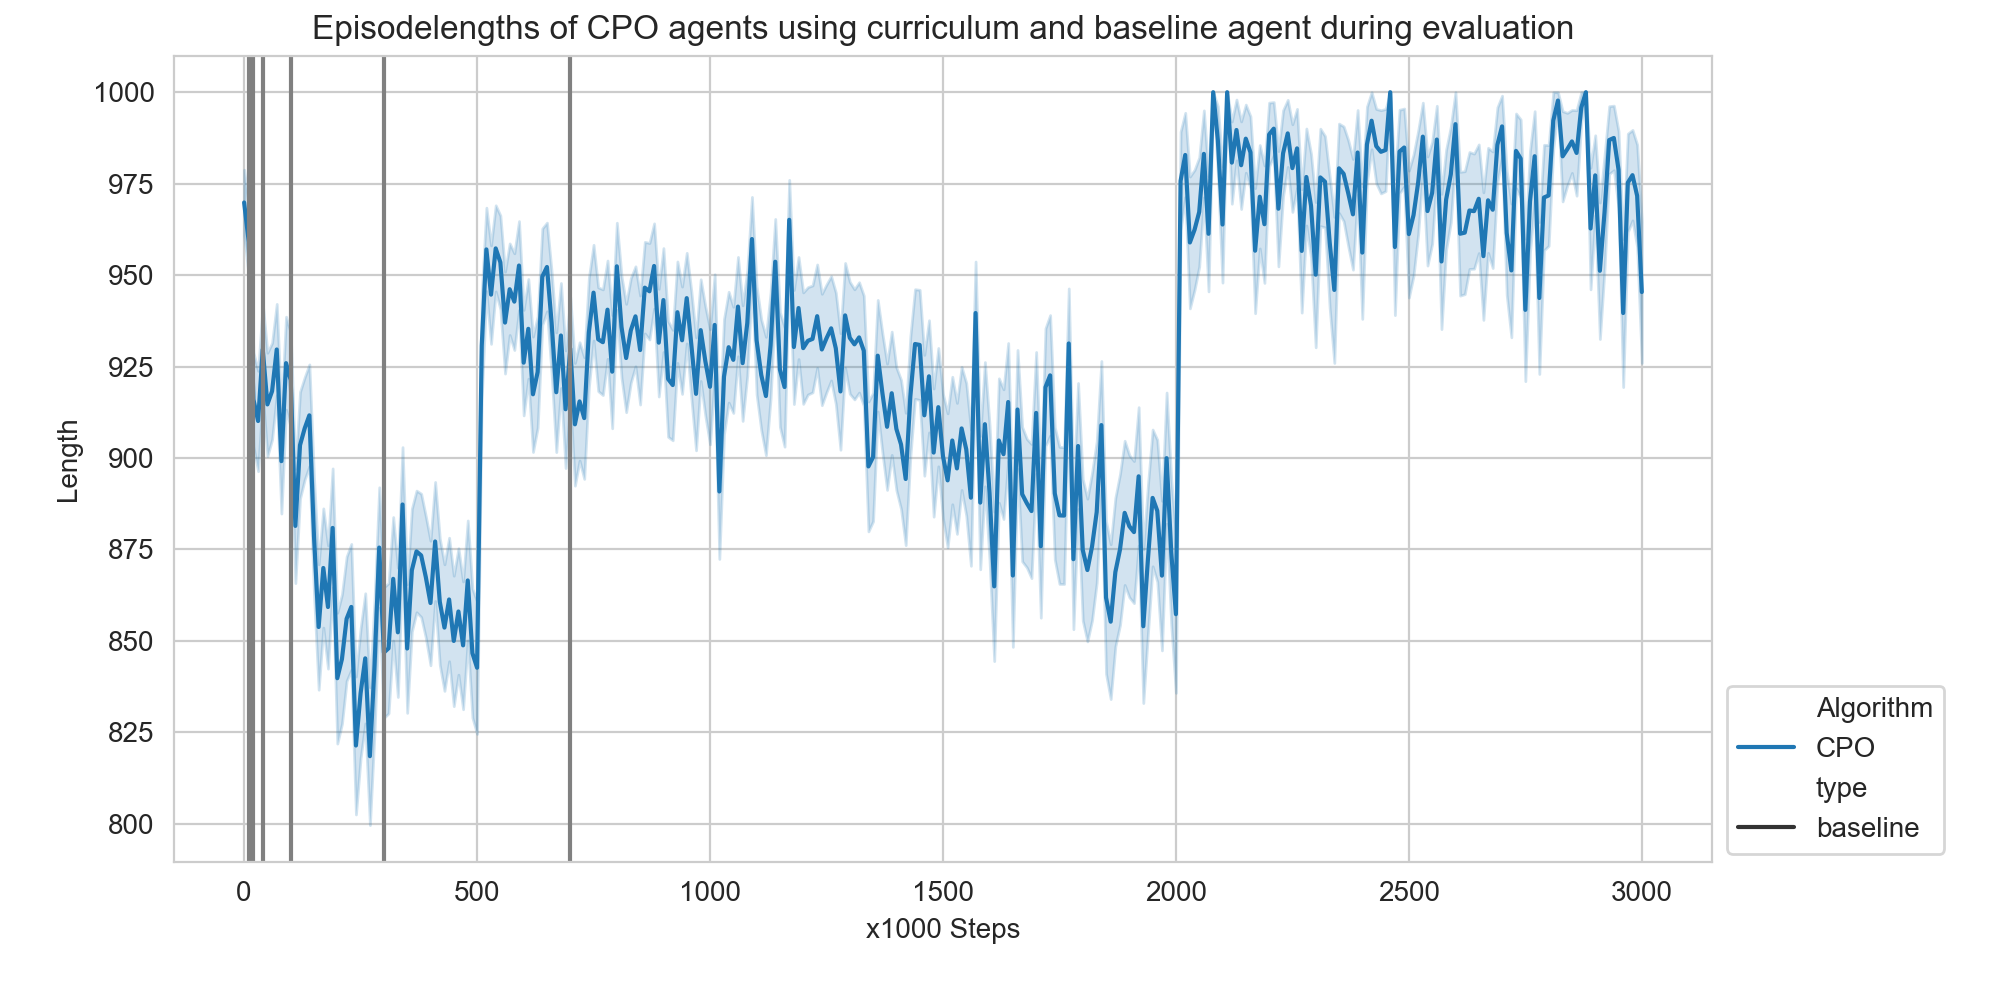 Episodelengths of CPO agents using curriculum and baseline agent during evaluation
1000
975
950
925
900
875
850
825
800
Length
0 500 1000 1500 2000 2500 3000
x1000 Steps
Algorithm
CPO
type
baseline